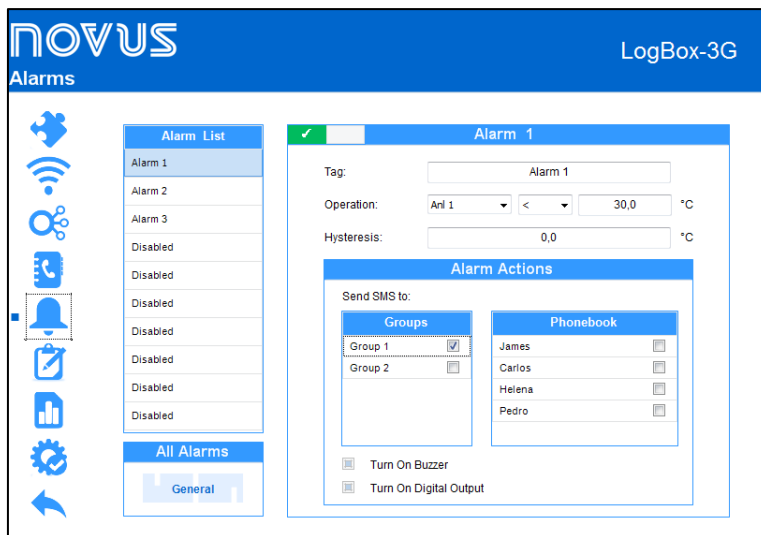 NOVUS
LogBox-3G
Alarms
Alarm List
Alarm 1
Alarm 2
Alarm 3
Disabled
Disabled
Disabled
Disabled
Disabled
Disabled
Disabled
All Alarms
General
Alarm 1
Tag: Alarm 1
Operation: Anl 1 < 30,0 °C
Hysteresis: 0,0 °C
Alarm Actions
Send SMS to:
Groups
Group 1
Group 2
Phonebook
James
Carlos
Helena
Pedro
Turn On Buzzer
Turn On Digital Output